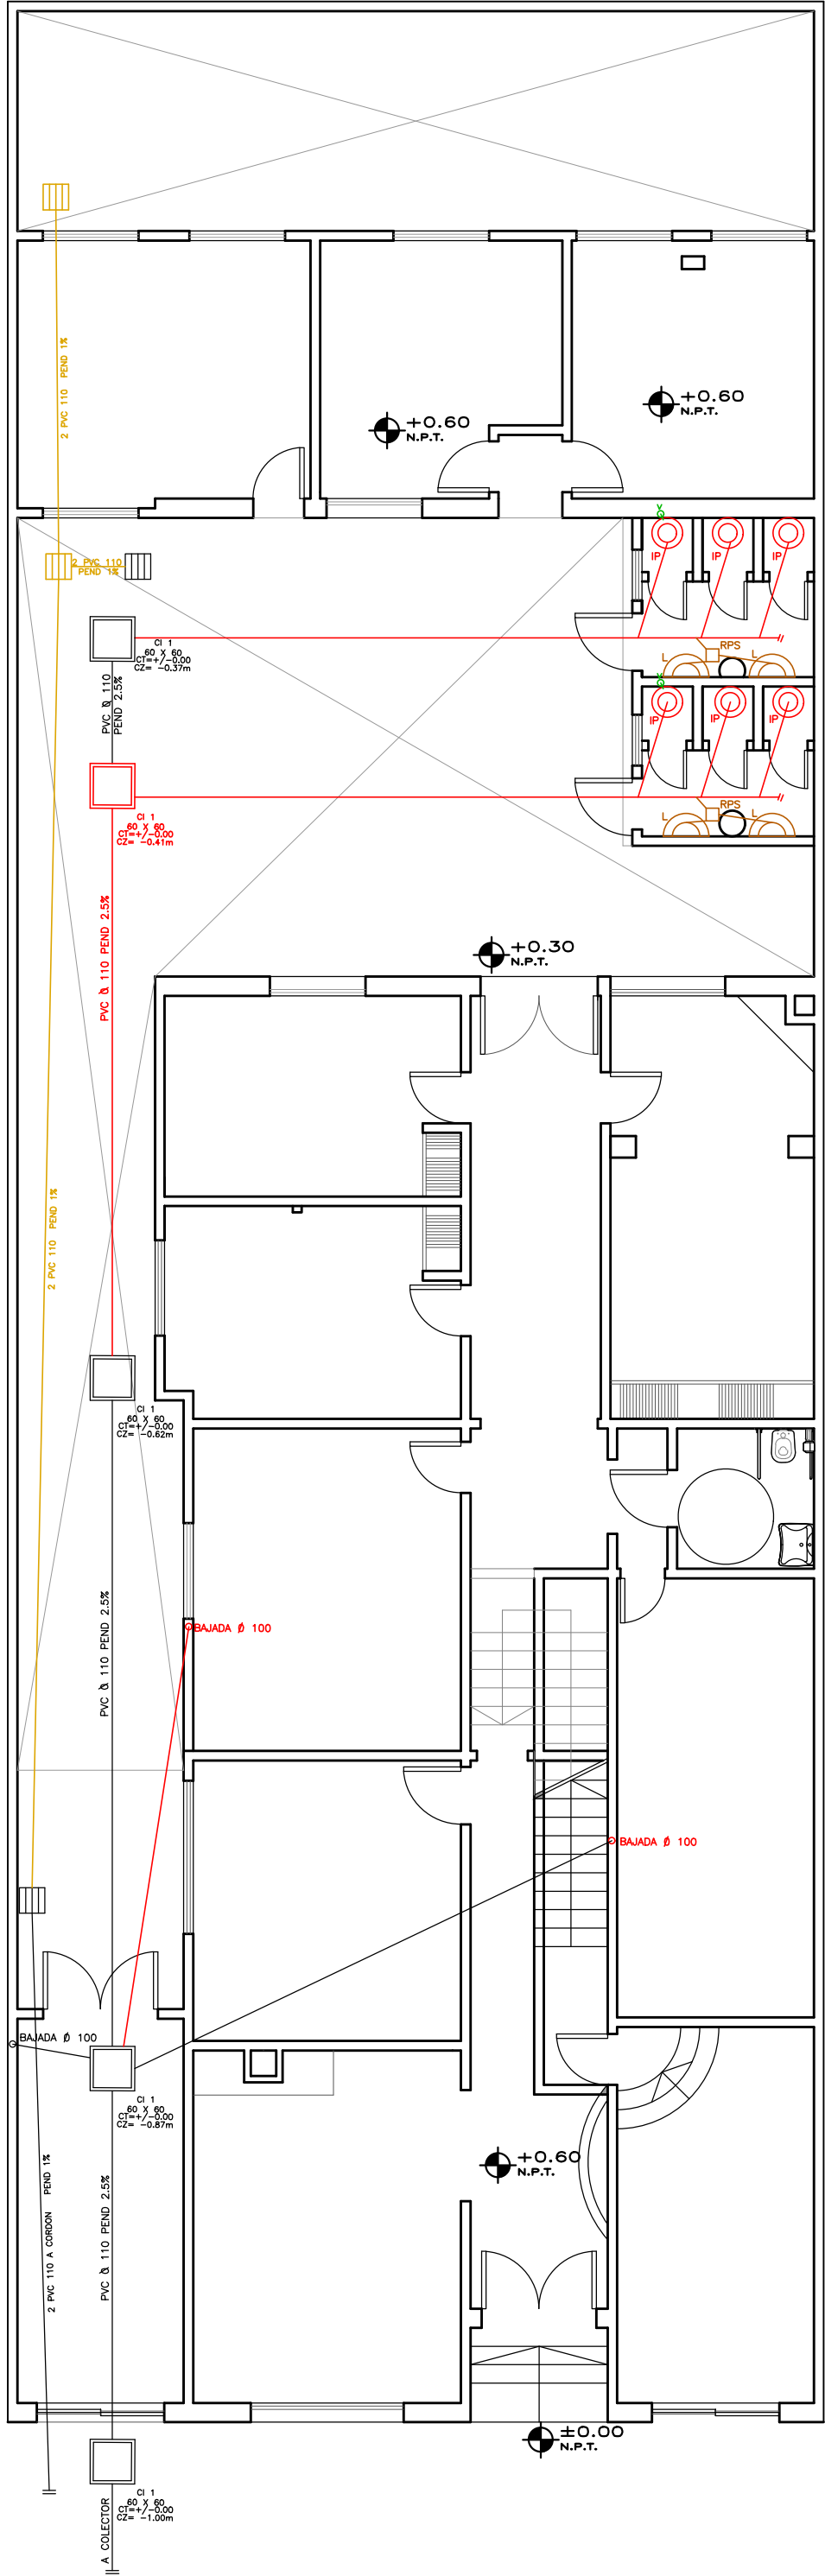 2 PVC 110 PEND 1%
+0.60
N.P.T.
+0.60
N.P.T.
V
IP
IP
IP
2 PVC 110
PEND 1%
CI 1
60 X 60
CT=+/-0.00
CZ= -0.37m
L
RPS
L
PVC Ø 110
PEND 2.5%
IP
IP
IP
CI 1
60 X 60
CT=+/-0.00
CZ= -0.41m
L
RPS
L
PVC Ø 110 PEND 2.5%
+0.30
N.P.T.
2 PVC 110 PEND 1%
CI 1
60 X 60
CT=+/-0.00
CZ= -0.62m
PVC Ø 110 PEND 2.5%
BAJADA Ø 100
BAJADA Ø 100
BAJADA Ø 100
CI 1
60 X 60
CT=+/-0.00
CZ= -0.87m
2 PVC 110 A CORDON PEND 1%
PVC Ø 110 PEND 2.5%
+0.60
N.P.T.
±0.00
N.P.T.
CI 1
60 X 60
CT=+/-0.00
CZ= -1.00m
A COLECTOR